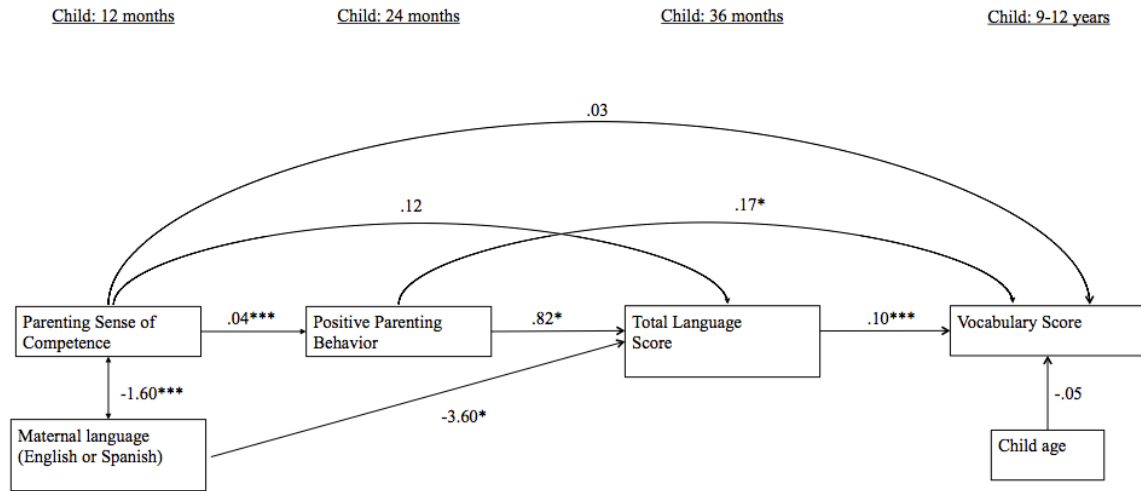 Child: 12 months
Child: 24 months
Child: 36 months
Child: 9-12 years
.03
.12
.17*
Parenting Sense of
Competence
.04***
Positive Parenting
Behavior
.82*
Total Language
Score
.10***
Vocabulary Score
-1.60***
-3.60*
-.05
Maternal language
(English or Spanish)
Child age